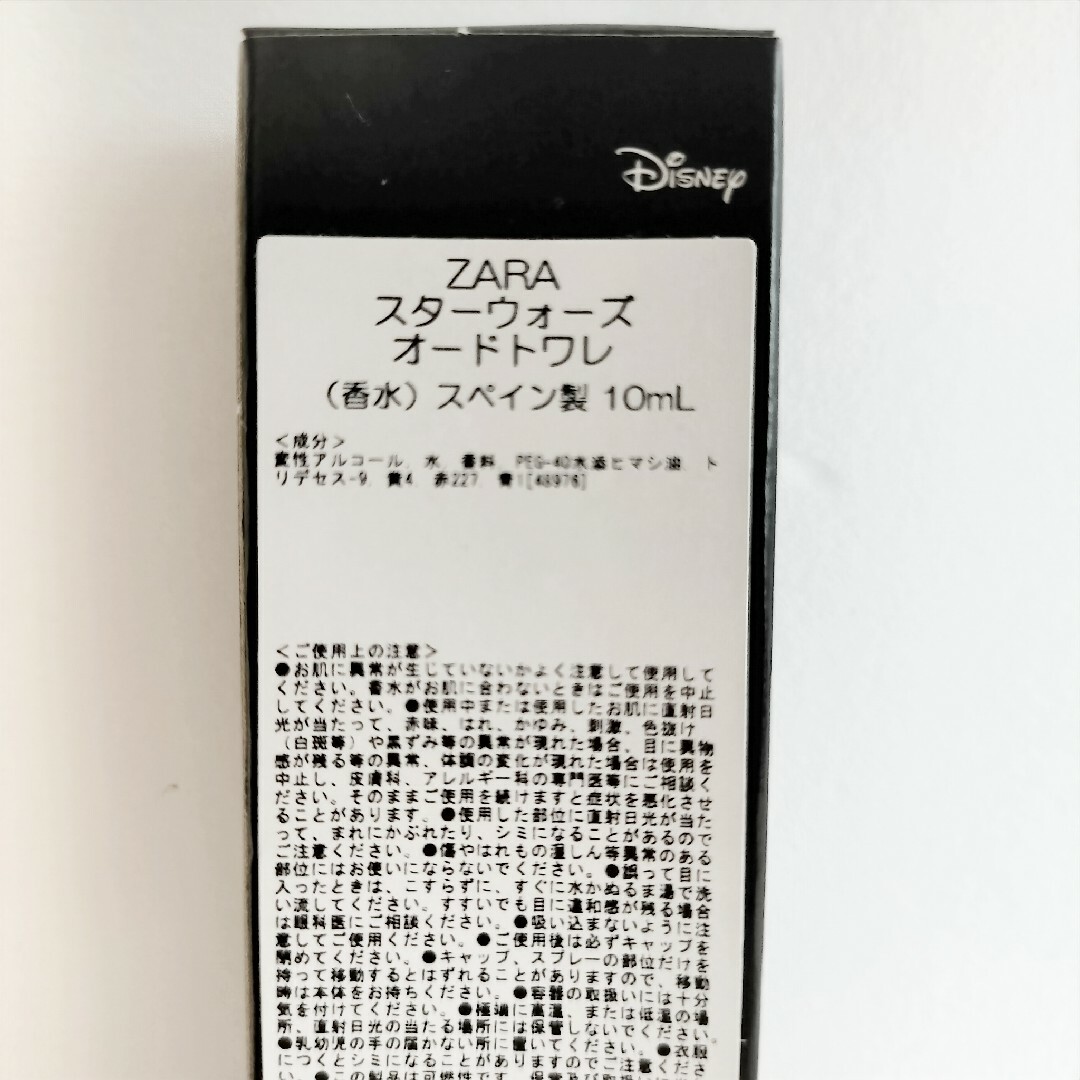 Disney
ZARA
スターウォーズ
オードトワレ
（香水）スペイン製 10mL
＜成分＞
変性アルコール、水、香料、PEG-40水添ヒマシ油、ト
リデセス-9、黄4、赤227、青1
＜ご使用上の注意＞
●お肌に異常が生じていないかよく注意して使用して
ください。香水がお肌に合わないときはご使用を中止
してください。●使用中または使用したお肌に直射日
光が当たって、赤味、はれ、かゆみ、刺激、色抜け
（白斑等）や黒ずみ等の異常が現れた場合、目に異物
感が残る等の異常、体調の変化が現れた場合は使用を
中止し、皮膚科、アレルギー科の専門医等にご相談く
ださい。そのままご使用を続けますと症状を悪化させ
ることがあります。●使用した部位に直射日光が当た
って、まれにかぶれたり、シミになることがあるので
ご注意ください。●傷やはれもの湿しん等異常のある
部位にはお使いにならないでください。●誤って目に
入ったときは、こすらずに、すぐに水かぬるま湯で洗
い流してください。すすいでも目に違和感が残る場合
は眼科医にご相談ください。●吸い込まないように注
意してご使用ください。●ご使用後は必ずキャップを
閉めてください。●キャップ、スプレーの部位だけを
持って移動するとはずれることがありますので、移動
時は本体をお持ちください。●容器の取扱いには十分
気を付けてください。●極端に高温、または低温の場
所、直射日光の当たる場所には保管しないでください。
●乳幼児の手の届かない所に置いてください。●衣服
につくとシミになることがありますのでご注意くださ
い。●この製品は可燃性です。保管及び取扱い